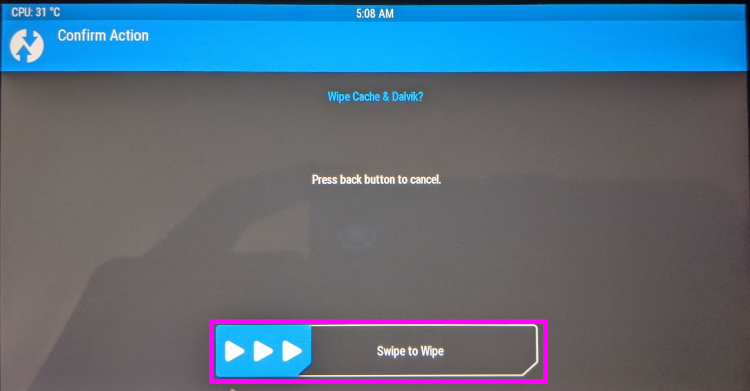 CPU: 31 °C
5:08 AM
Confirm Action
Wipe Cache & Dalvik?
Press back button to cancel.
Swipe to Wipe